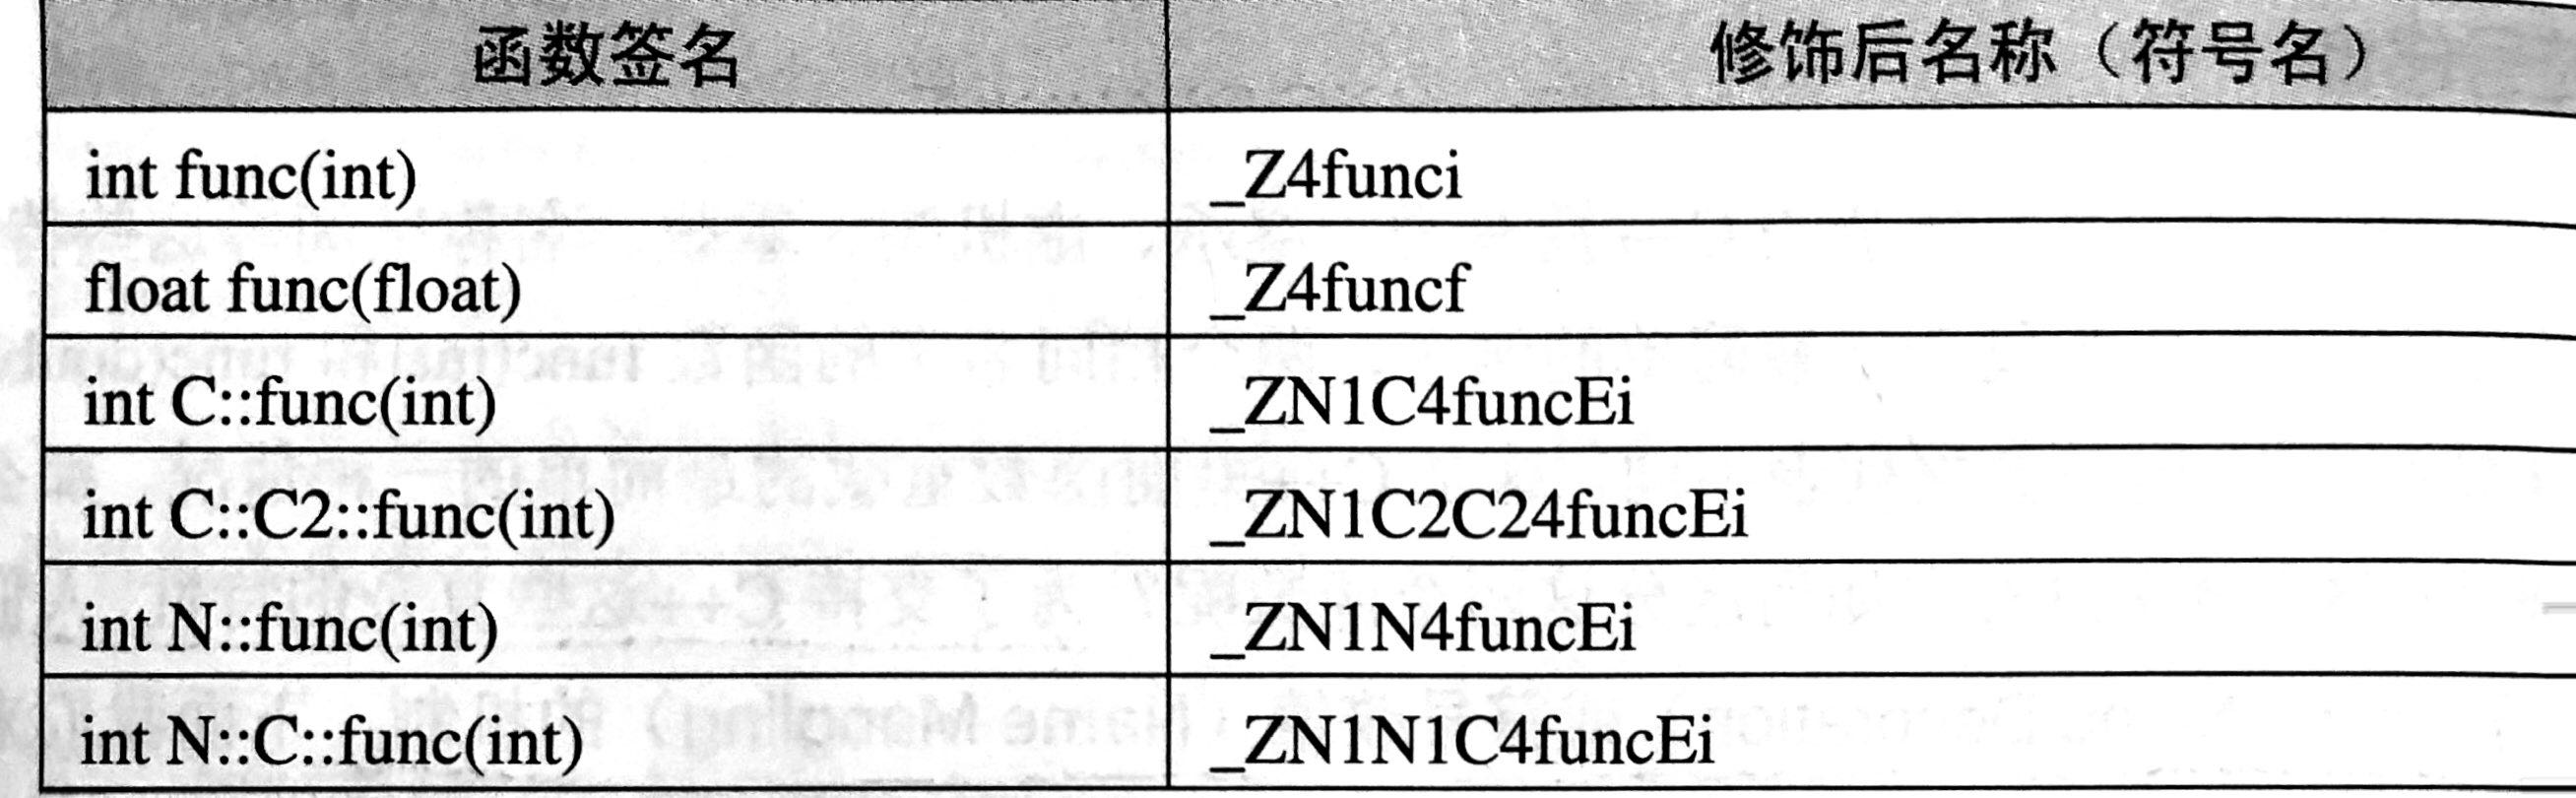 函数签名 修饰后名称（符号名）
int func(int) _Z4funci
float func(float) _Z4funcf
int C::func(int) _ZN1C4funcEi
int C::C2::func(int) _ZN1C2C24funcEi
int N::func(int) _ZN1N4funcEi
int N::C::func(int) _ZN1N1C4funcEi